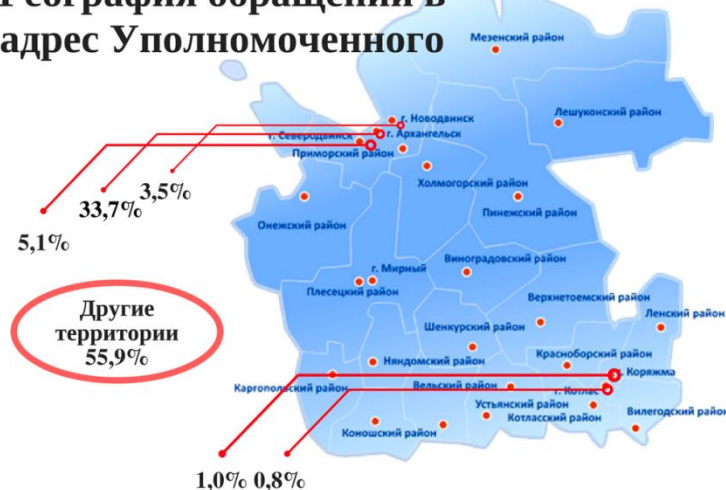 География обращений в
адрес Уполномоченного
Мезенский район
Лешуконский район
г. Новодвинск
г. Северодвинск
г. Архангельск
Приморский район
Холмогорский район
Пинежский район
3,5%
33,7%
5,1%
Онежский район
г. Мирный
Виноградовский район
Плесецкий район
Верхнетоемский район
Ленский район
Другие
территории
55,9%
Шенкурский район
Няндомский район
Красноборский район
Коряжма
Каргопольский район
Вельский район
г. Котлас
Устьянский район
Котласский район
Вилегодский район
Коношский район
1,0% 0,8%